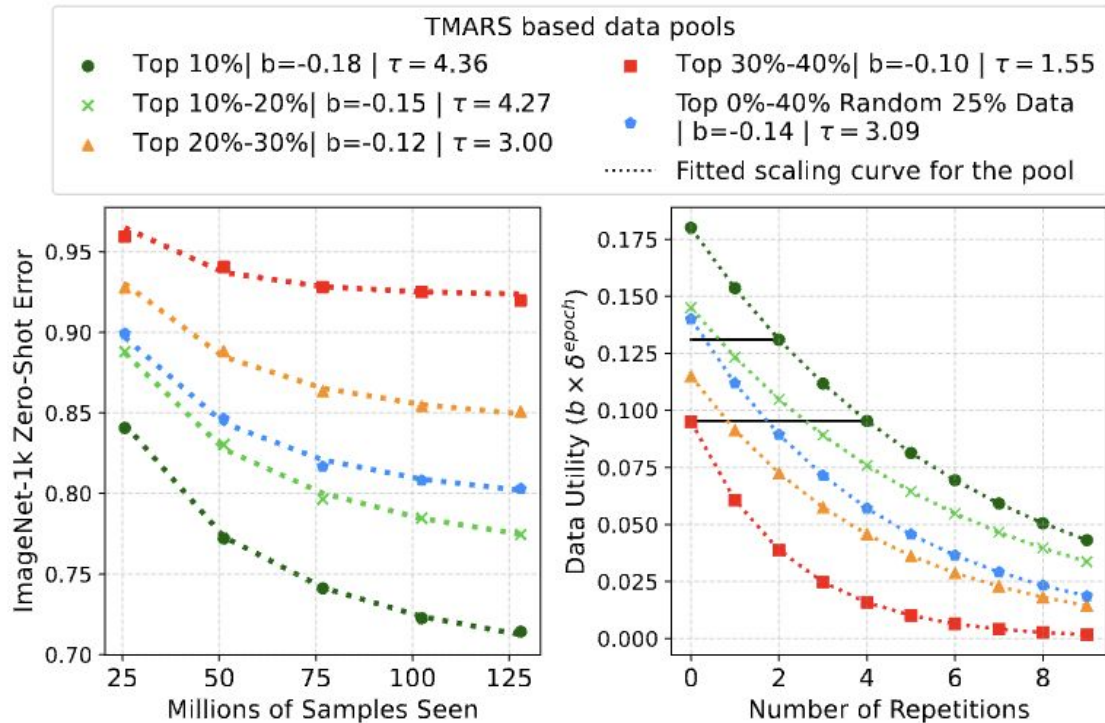 TMARS based data pools
Top 10%| b=-0.18 | τ = 4.36
Top 10%-20%| b=-0.15 | τ = 4.27
Top 20%-30%| b=-0.12 | τ = 3.00
Top 30%-40%| b=-0.10 | τ = 1.55
Top 0%-40% Random 25% Data
| b=-0.14 | τ = 3.09
Fitted scaling curve for the pool
ImageNet-1k Zero-Shot Error
0.95
0.90
0.85
0.80
0.75
0.70
25 50 75 100 125
Millions of Samples Seen
Data Utility (b × δ^epoch)
0.175
0.150
0.125
0.100
0.075
0.050
0.025
0.000
0 2 4 6 8
Number of Repetitions